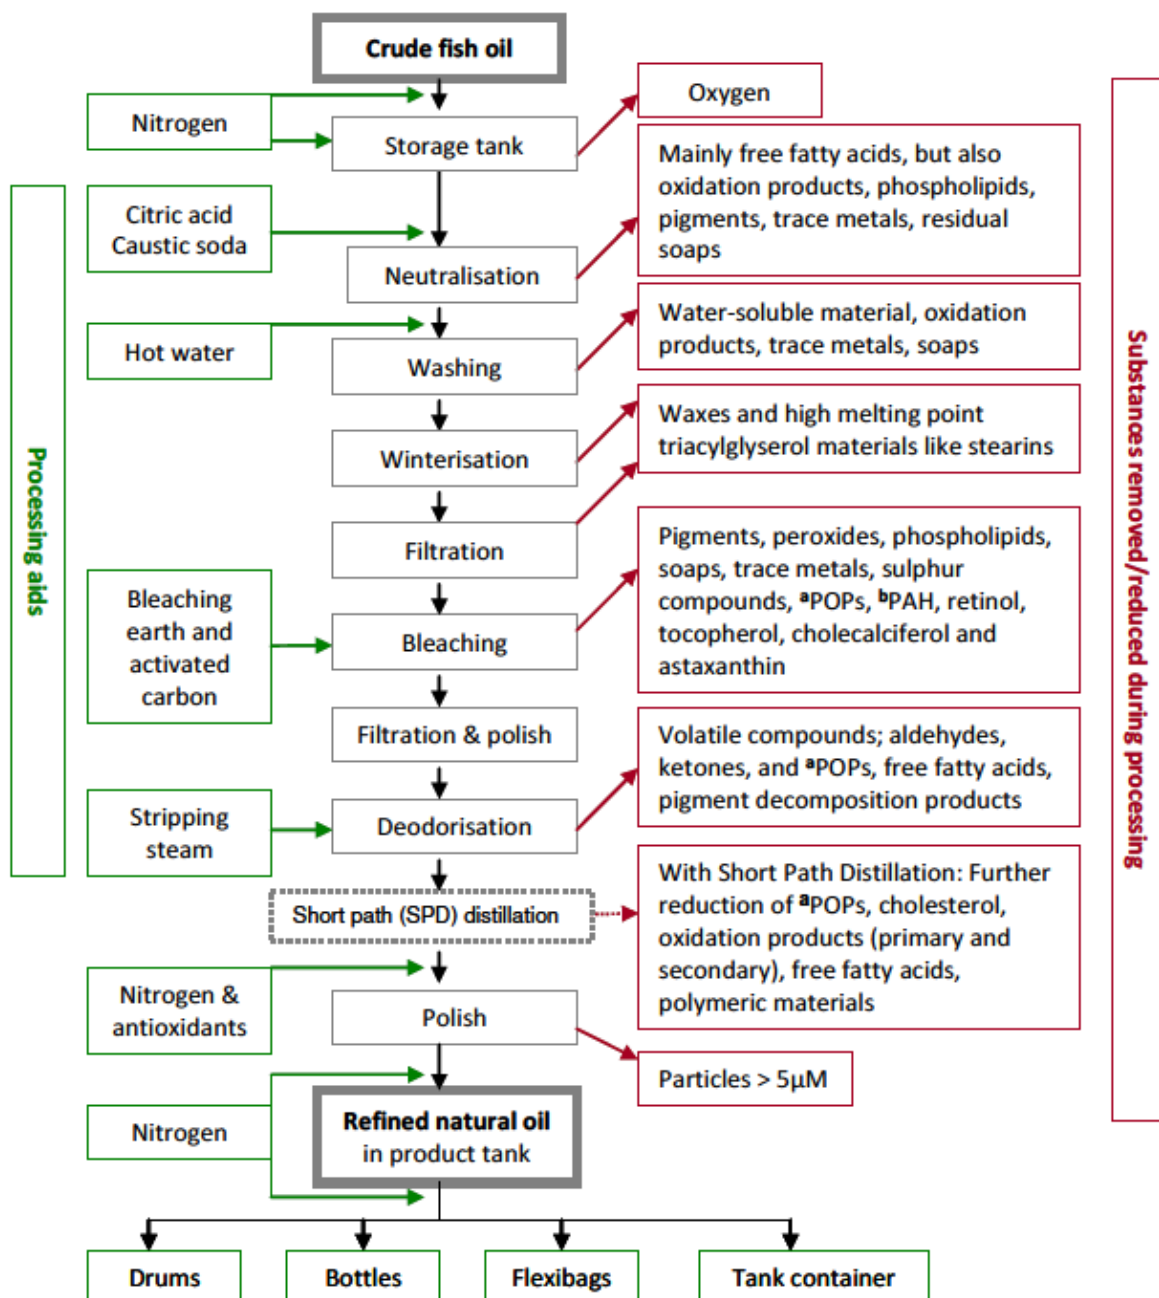 Crude fish oil
Nitrogen
Storage tank
Oxygen
Citric acid
Caustic soda
Neutralisation
Mainly free fatty acids, but also
oxidation products, phospholipids,
pigments, trace metals, residual
soaps
Hot water
Washing
Water-soluble material, oxidation
products, trace metals, soaps
Winterisation
Waxes and high melting point
triacylglyserol materials like stearins
Filtration
Bleaching
earth and
activated
carbon
Bleaching
Pigments, peroxides, phospholipids,
soaps, trace metals, sulphur
compounds, ᵃPOPs, ᵇPAH, retinol,
tocopherol, cholecalciferol and
astaxanthin
Filtration & polish
Stripping
steam
Deodorisation
Volatile compounds; aldehydes,
ketones, and ᵃPOPs, free fatty acids,
pigment decomposition products
Short path (SPD) distillation
With Short Path Distillation: Further
reduction of ᵃPOPs, cholesterol,
oxidation products (primary and
secondary), free fatty acids,
polymeric materials
Nitrogen &
antioxidants
Polish
Particles > 5µM
Nitrogen
Refined natural oil
in product tank
Drums
Bottles
Flexibags
Tank container
Processing aids
Substances removed/reduced during processing